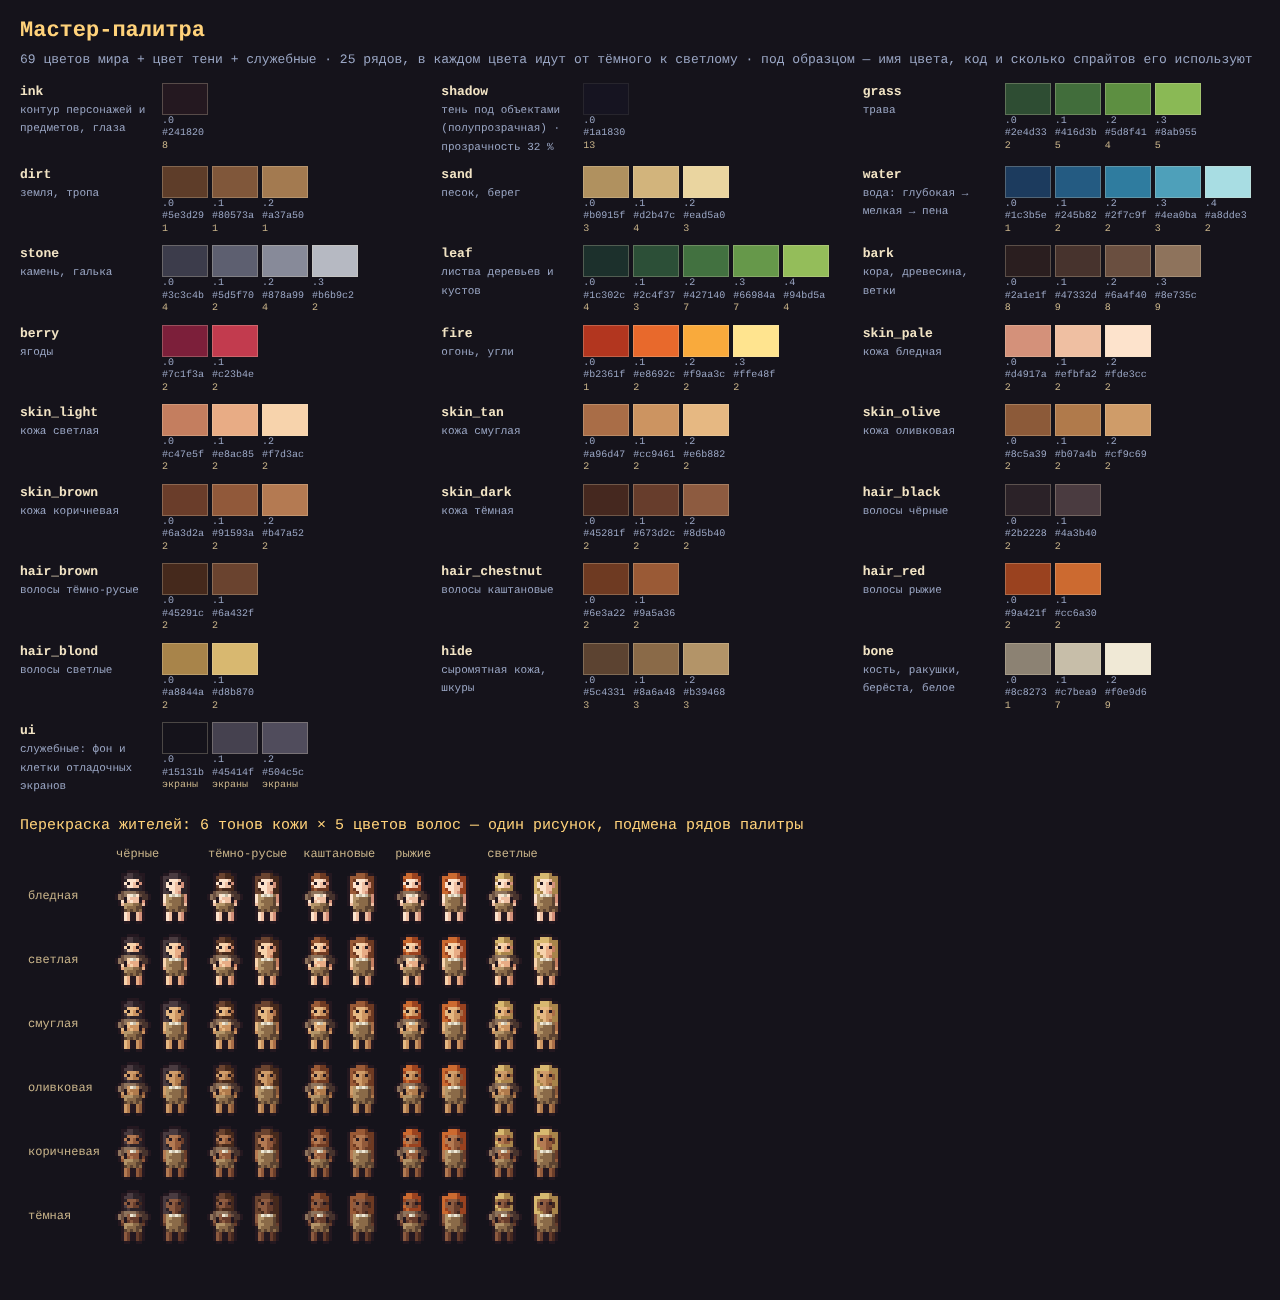 Мастер-палитра
69 цветов мира + цвет тени + служебные · 25 рядов, в каждом цвета идут от тёмного к светлому · под образцом — имя цвета, код и сколько спрайтов его используют
ink
контур персонажей и
предметов, глаза
.0
#241820
8
shadow
тень под объектами
(полупрозрачная) ·
прозрачность 32 %
.0
#1a1830
13
grass
трава
.0 .1 .2 .3
#2e4d33 #416d3b #5d8f41 #8ab955
2 5 4 5
dirt
земля, тропа
.0 .1 .2
#5e3d29 #80573a #a37a50
1 1 1
sand
песок, берег
.0 .1 .2
#b0915f #d2b47c #ead5a0
3 4 3
water
вода: глубокая →
мелкая → пена
.0 .1 .2 .3 .4
#1c3b5e #245b82 #2f7c9f #4ea0ba #a8dde3
1 2 2 3 2
stone
камень, галька
.0 .1 .2 .3
#3c3c4b #5d5f70 #878a99 #b6b9c2
4 2 4 2
leaf
листва деревьев и
кустов
.0 .1 .2 .3 .4
#1c302c #2c4f37 #427140 #66984a #94bd5a
4 3 7 7 4
bark
кора, древесина,
ветки
.0 .1 .2 .3
#2a1e1f #47332d #6a4f40 #8e735c
8 9 8 9
berry
ягоды
.0 .1
#7c1f3a #c23b4e
2 2
fire
огонь, угли
.0 .1 .2 .3
#b2361f #e8692c #f9aa3c #ffe48f
1 2 2 2
skin_pale
кожа бледная
.0 .1 .2
#d4917a #efbfa2 #fde3cc
2 2 2
skin_light
кожа светлая
.0 .1 .2
#c47e5f #e8ac85 #f7d3ac
2 2 2
skin_tan
кожа смуглая
.0 .1 .2
#a96d47 #cc9461 #e6b882
2 2 2
skin_olive
кожа оливковая
.0 .1 .2
#8c5a39 #b07a4b #cf9c69
2 2 2
skin_brown
кожа коричневая
.0 .1 .2
#6a3d2a #91593a #b47a52
2 2 2
skin_dark
кожа тёмная
.0 .1 .2
#45281f #673d2c #8d5b40
2 2 2
hair_black
волосы чёрные
.0 .1
#2b2228 #4a3b40
2 2
hair_brown
волосы тёмно-русые
.0 .1
#45291c #6a432f
2 2
hair_chestnut
волосы каштановые
.0 .1
#6e3a22 #9a5a36
2 2
hair_red
волосы рыжие
.0 .1
#9a421f #cc6a30
2 2
hair_blond
волосы светлые
.0 .1
#a8844a #d8b870
2 2
hide
сыромятная кожа,
шкуры
.0 .1 .2
#5c4331 #8a6a48 #b39468
3 3 3
bone
кость, ракушки,
берёста, белое
.0 .1 .2
#8c8273 #c7bea9 #f0e9d6
1 7 9
ui
служебные: фон и
клетки отладочных
экранов
.0 .1 .2
#15131b #45414f #504c5c
экраны экраны экраны
Перекраска жителей: 6 тонов кожи × 5 цветов волос — один рисунок, подмена рядов палитры
чёрные тёмно-русые каштановые рыжие светлые
бледная
светлая
смуглая
оливковая
коричневая
тёмная